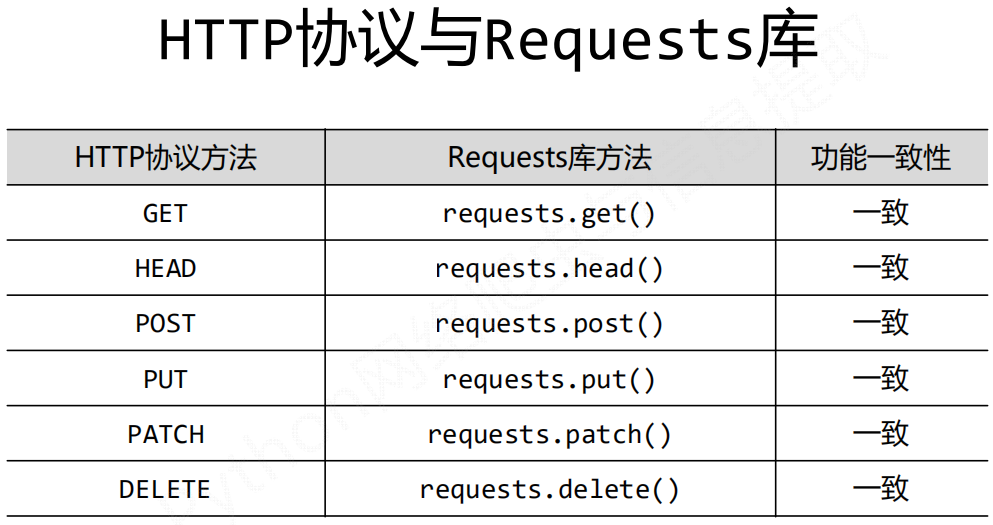 HTTP协议与Requests库
HTTP协议方法 Requests库方法 功能一致性
GET requests.get() 一致
HEAD requests.head() 一致
POST requests.post() 一致
PUT requests.put() 一致
PATCH requests.patch() 一致
DELETE requests.delete() 一致